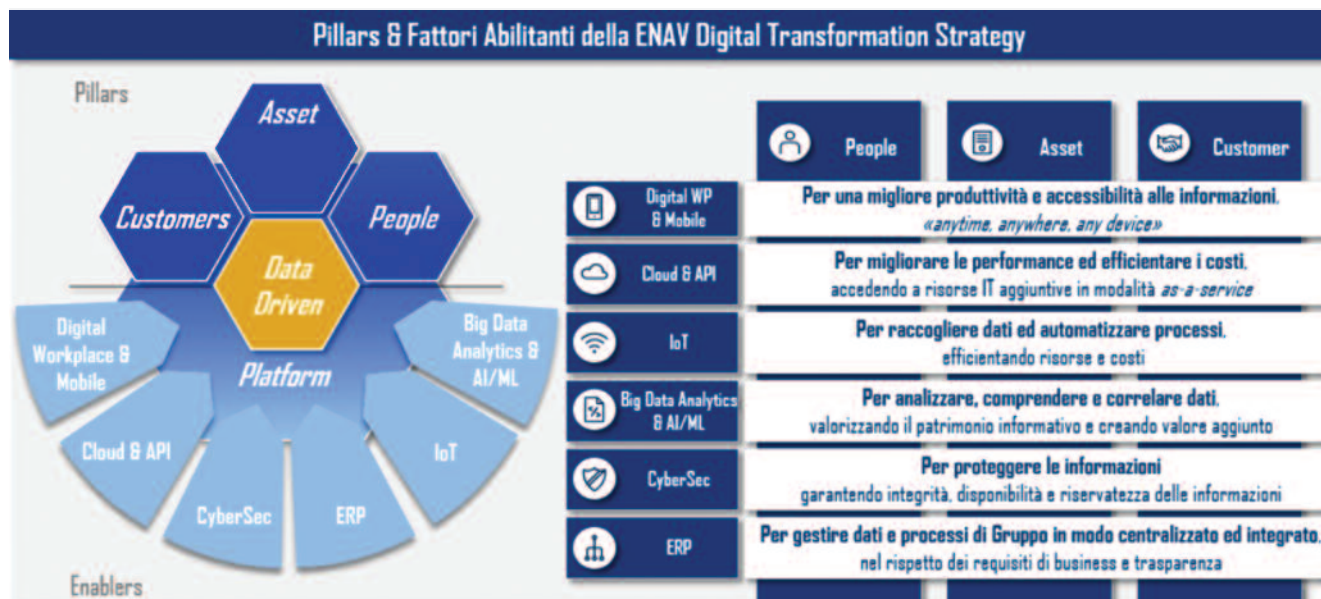 Pillars & Fattori Abilitanti della ENAV Digital Transformation Strategy
Pillars
Asset
Customers
People
Data
Driven
Platform
Digital
Workplace &
Mobile
Cloud & API
CyberSec
ERP
IoT
Big Data
Analytics &
AI/ML
Enablers
People
Asset
Customer
Digital WP
& Mobile
Per una migliore produttività e accessibilità alle informazioni.
«anytime, anywhere, any device»
Cloud & API
Per migliorare le performance ed efficientare i costi.
accedendo a risorse IT aggiuntive in modalità as-a-service
IoT
Per raccogliere dati ed automatizzare processi.
efficientando risorse e costi
Big Data Analytics
& AI/ML
Per analizzare, comprendere e correlare dati.
valorizzando il patrimonio informativo e creando valore aggiunto
CyberSec
Per proteggere le informazioni
garantendo integrità, disponibilità e riservatezza delle informazioni
ERP
Per gestire dati e processi di Gruppo in modo centralizzato ed integrato.
nel rispetto dei requisiti di business e trasparenza